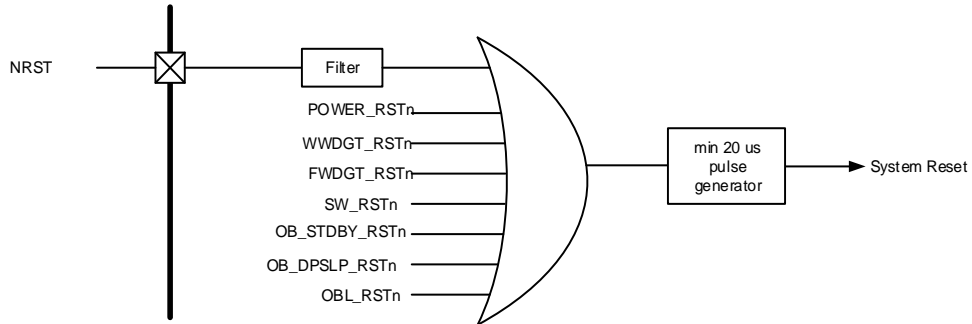 NRST
Filter
POWER_RSTn
WWDGT_RSTn
FWDGT_RSTn
SW_RSTn
OB_STDBY_RSTn
OB_DPSLP_RSTn
OBL_RSTn
min 20 us
pulse
generator
System Reset